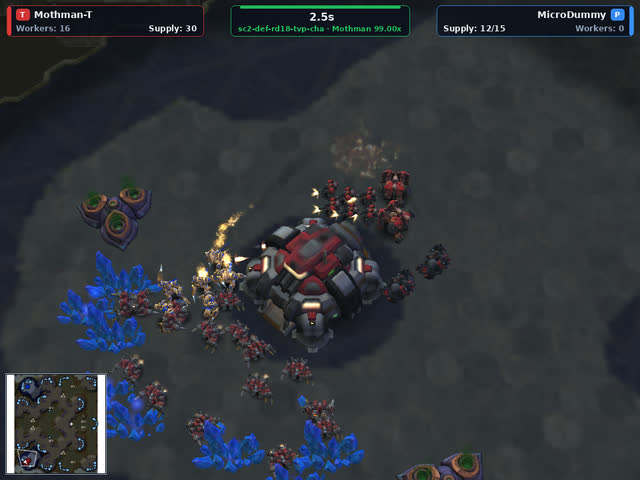 T Mothman-T
Workers: 16 Supply: 30
2.5s
sc2-def-rd18-tvp-cha · Mothman 99.00x
MicroDummy P
Supply: 12/15 Workers: 0